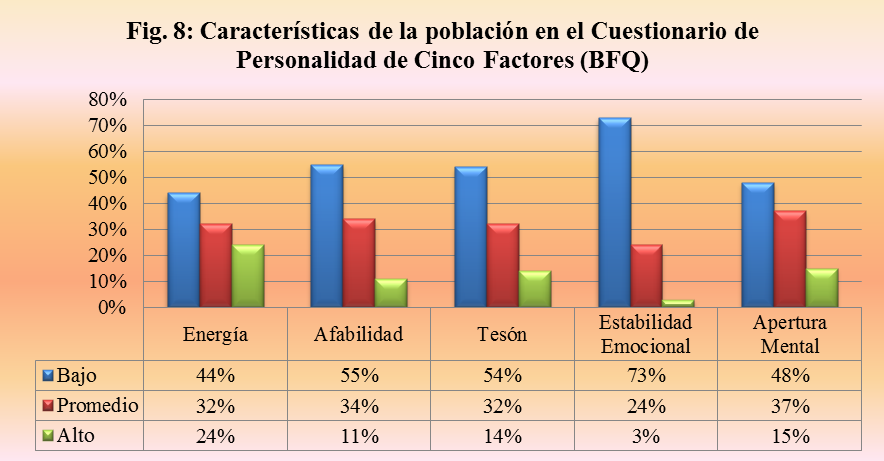 Fig. 8: Características de la población en el Cuestionario de
Personalidad de Cinco Factores (BFQ)
80%
70%
60%
50%
40%
30%
20%
10%
0%
Energía Afabilidad Tesón Estabilidad Emocional Apertura Mental
Bajo 44% 55% 54% 73% 48%
Promedio 32% 34% 32% 24% 37%
Alto 24% 11% 14% 3% 15%